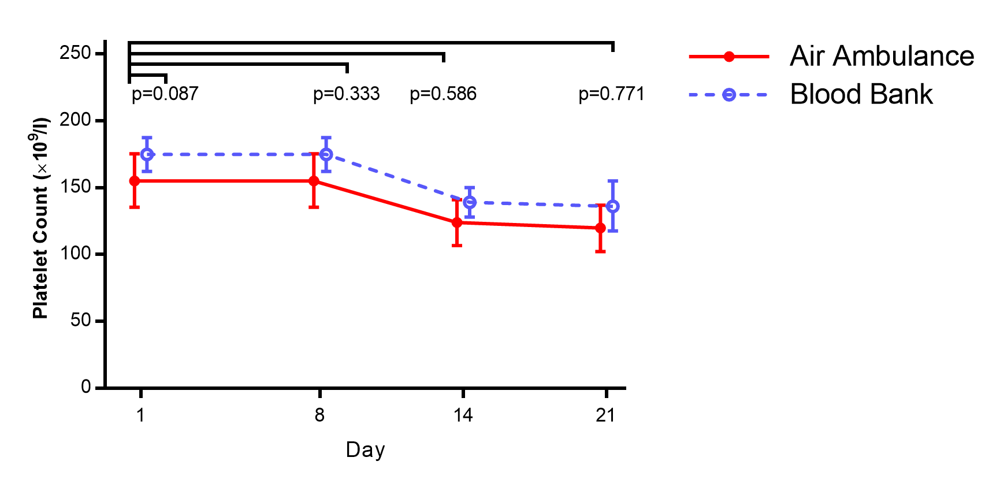 Air Ambulance
Blood Bank
p=0.087 p=0.333 p=0.586 p=0.771
Platelet Count (×10⁹/l)
250
200
150
100
50
0
1 8 14 21
Day